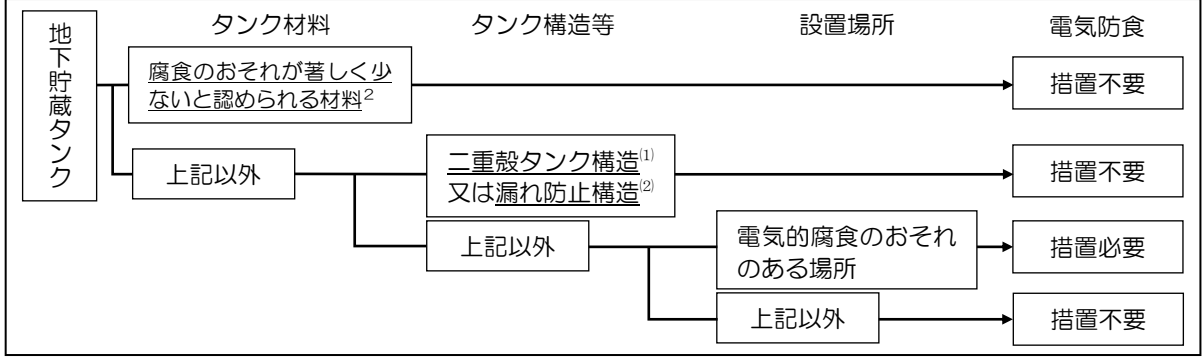 タンク材料 タンク構造等 設置場所 電気防食
地下貯蔵タンク
腐食のおそれが著しく少
ないと認められる材料2
措置不要
上記以外
二重殻タンク構造(1)
又は漏れ防止構造(2)
措置不要
上記以外
電気的腐食のおそれ
のある場所
措置必要
上記以外
措置不要